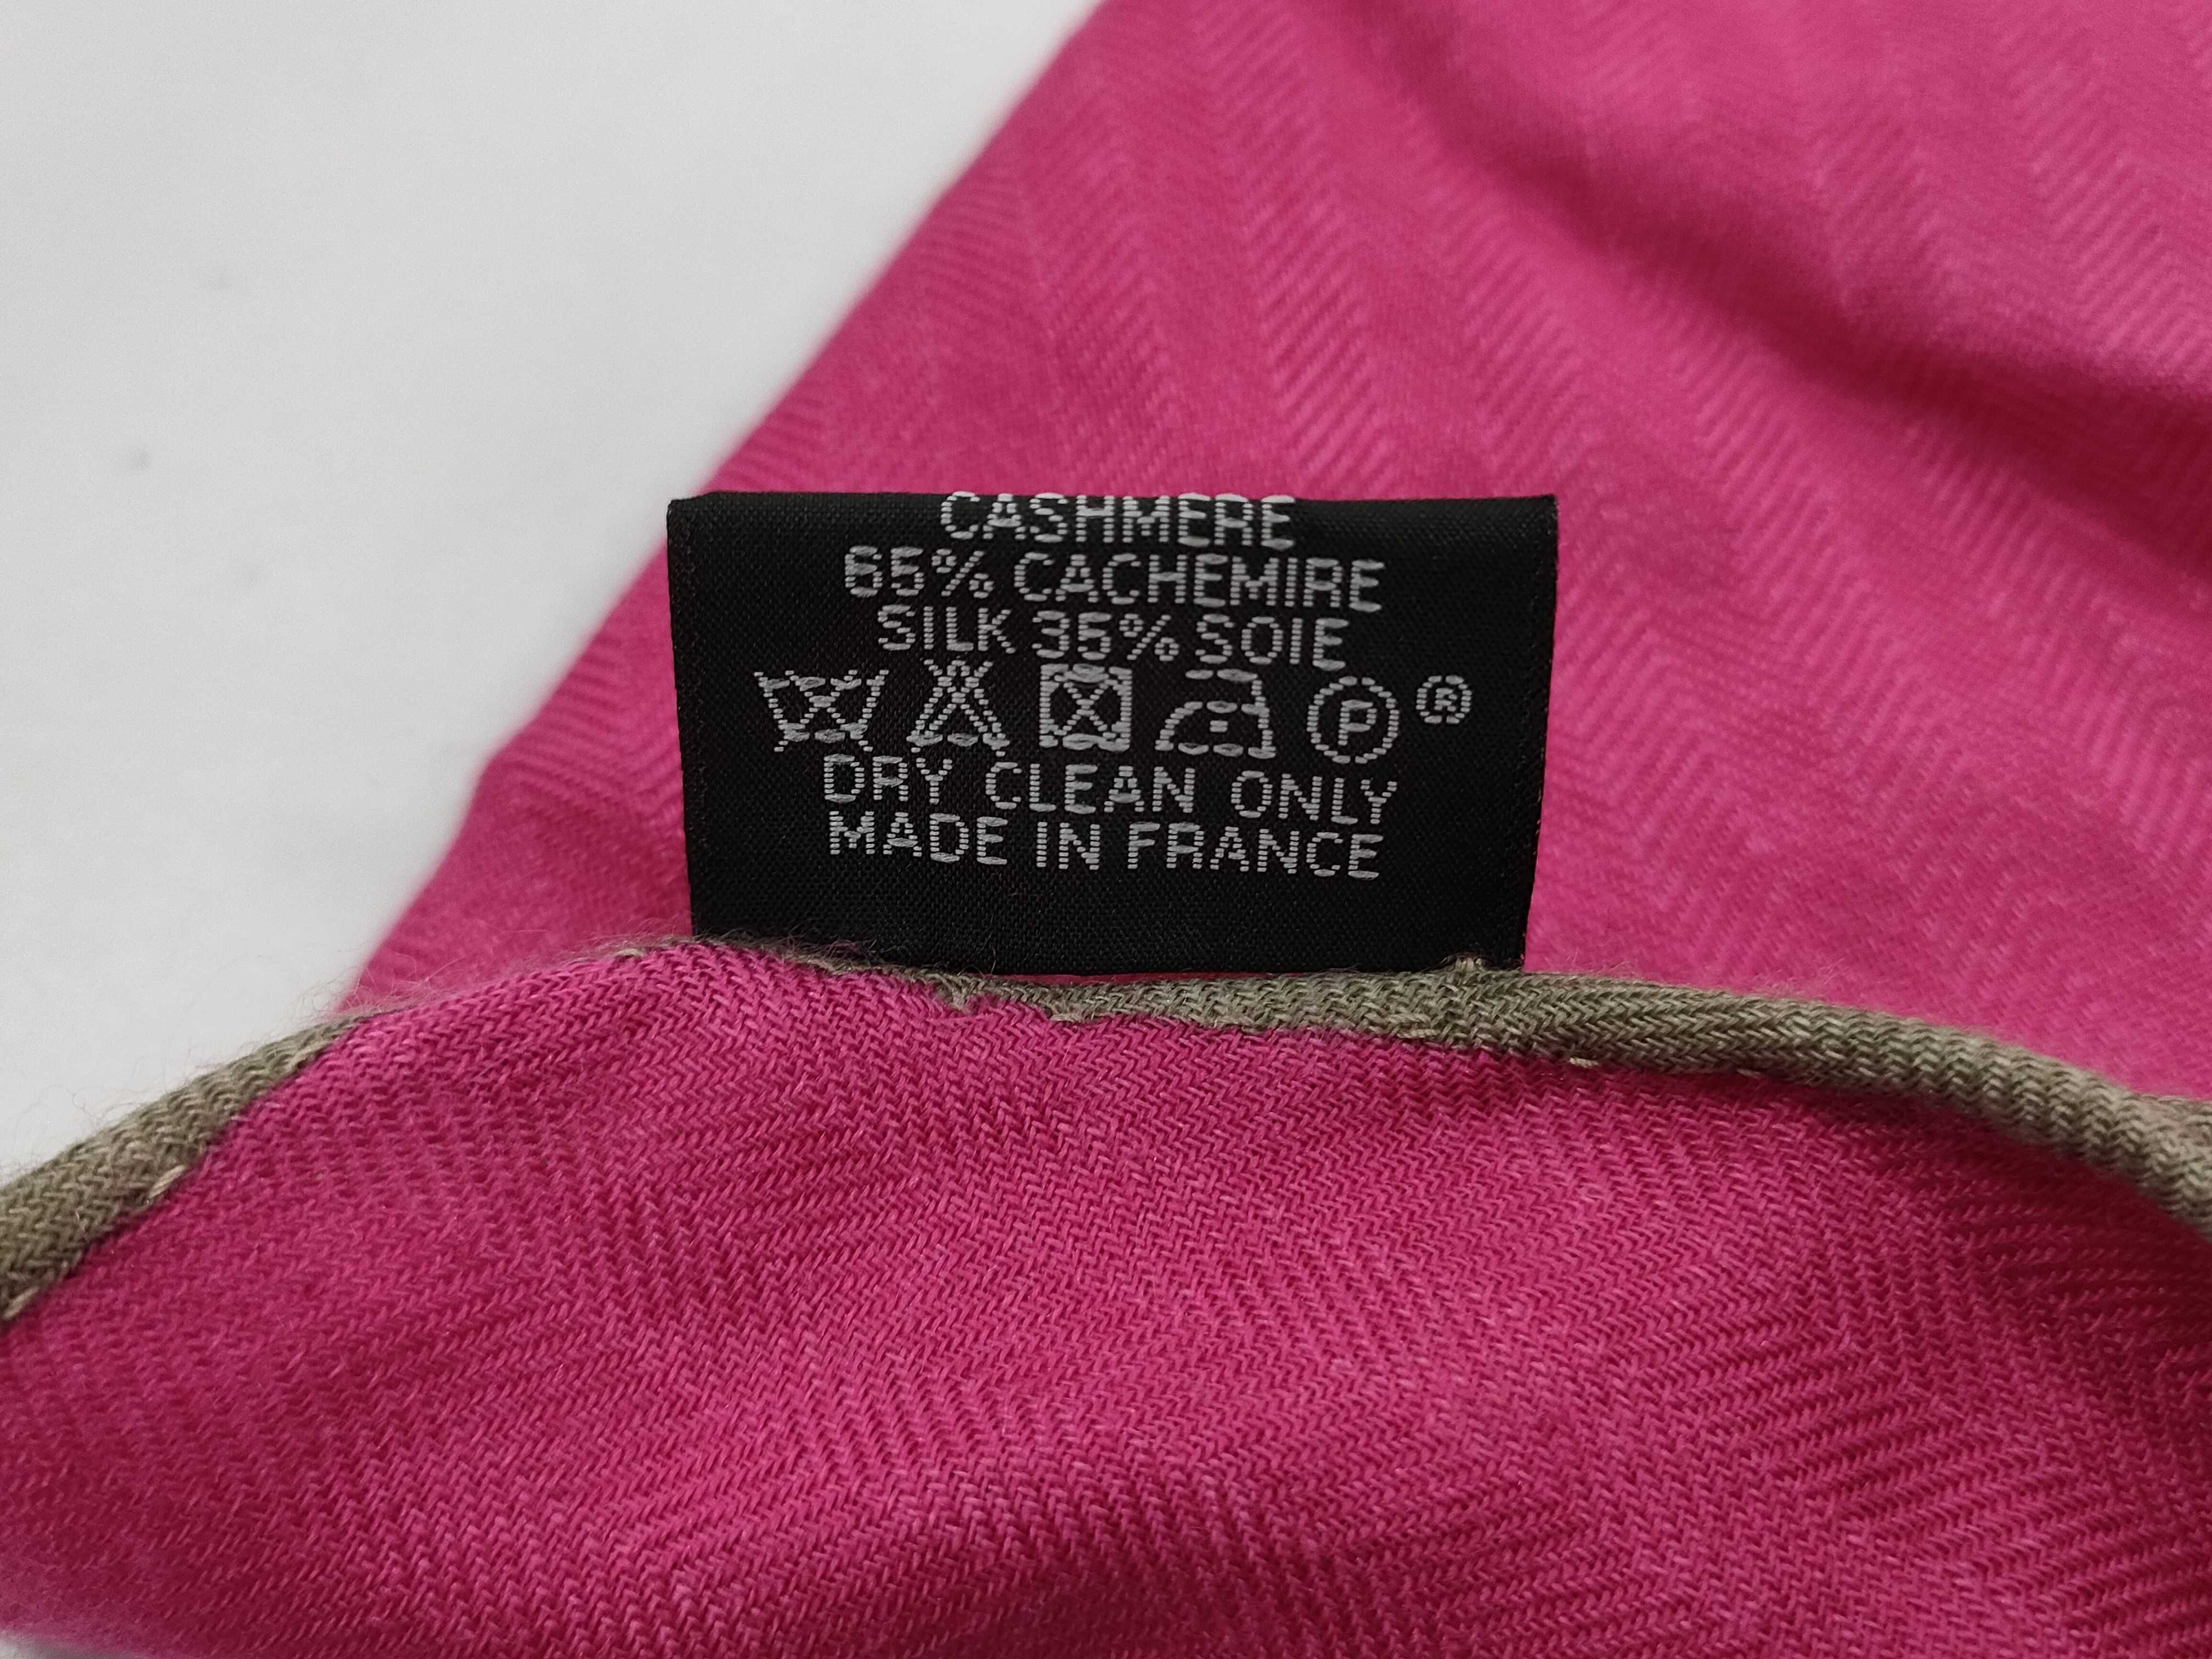 CASHMERE
65% CACHEMIRE
SILK 35% SOIE
P ®
DRY CLEAN ONLY
MADE IN FRANCE